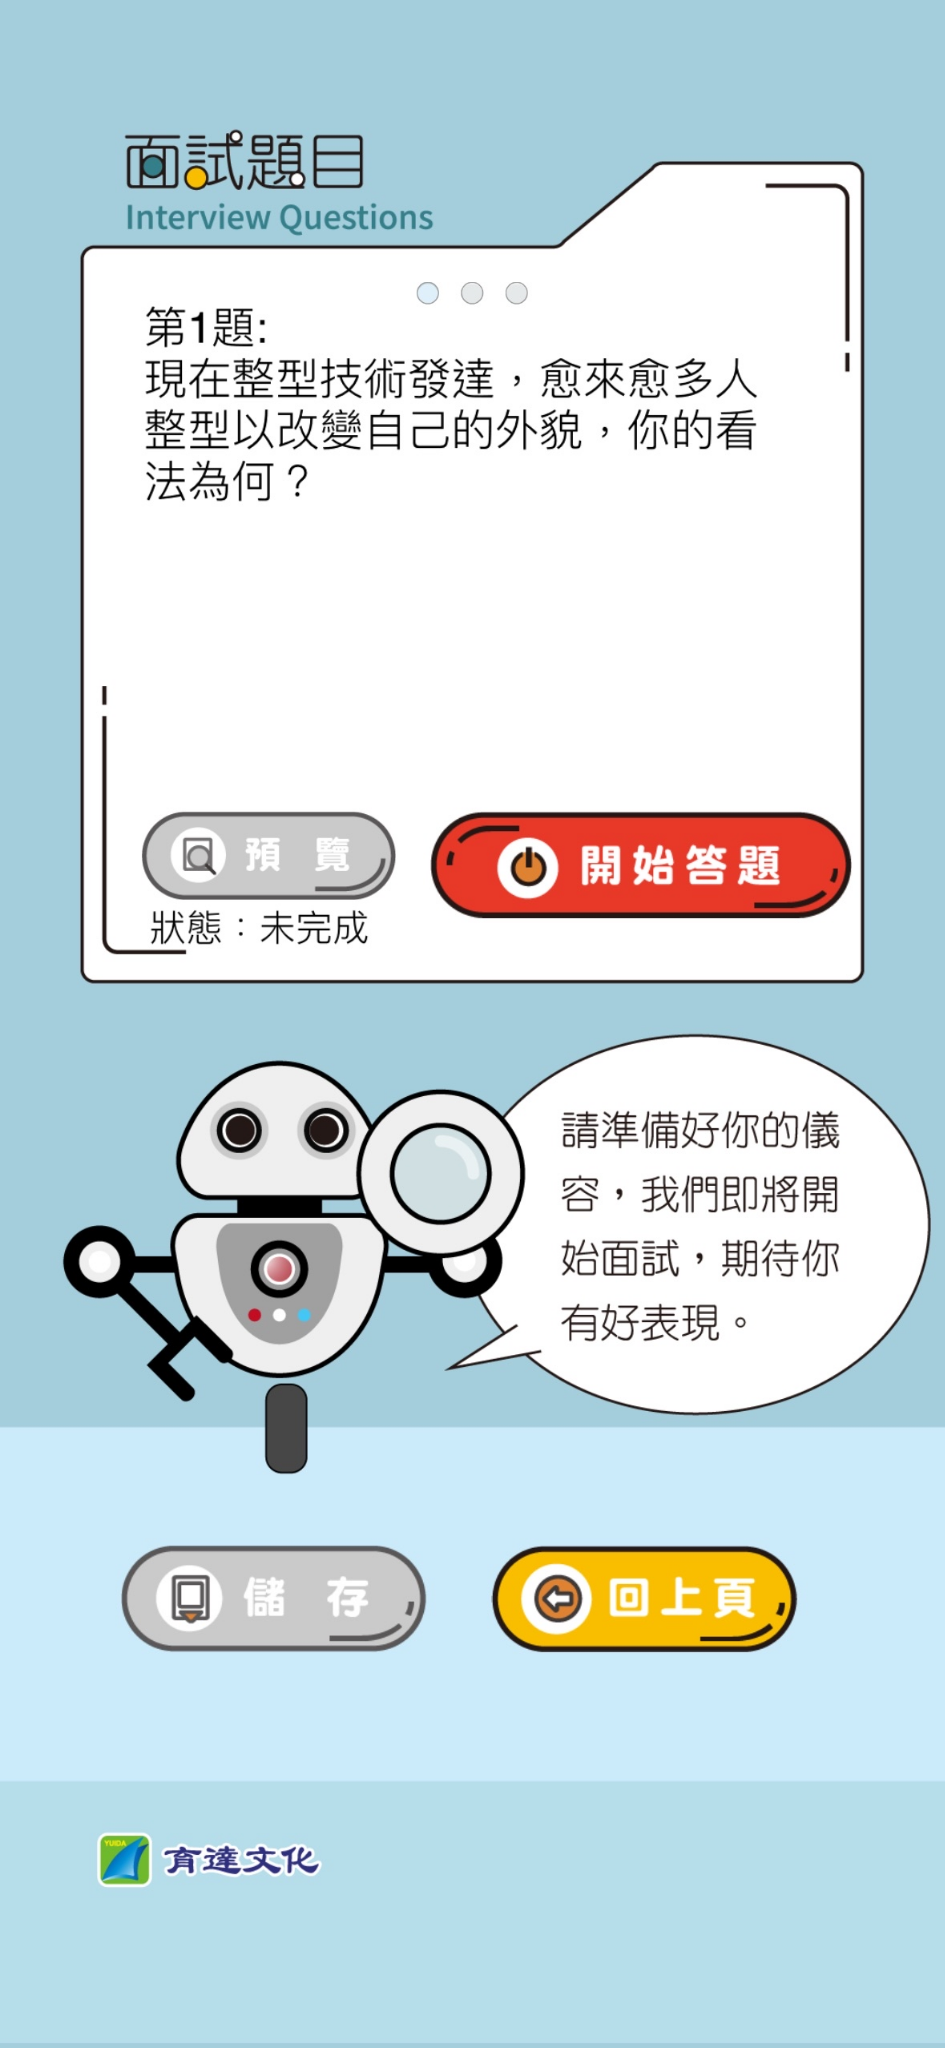 面試題目
Interview Questions
第1題:
現在整型技術發達，愈來愈多人
整型以改變自己的外貌，你的看
法為何？
預 覽
開始答題
狀態：未完成
請準備好你的儀
容，我們即將開
始面試，期待你
有好表現。
儲 存
回上頁
YUIDA
育達文化